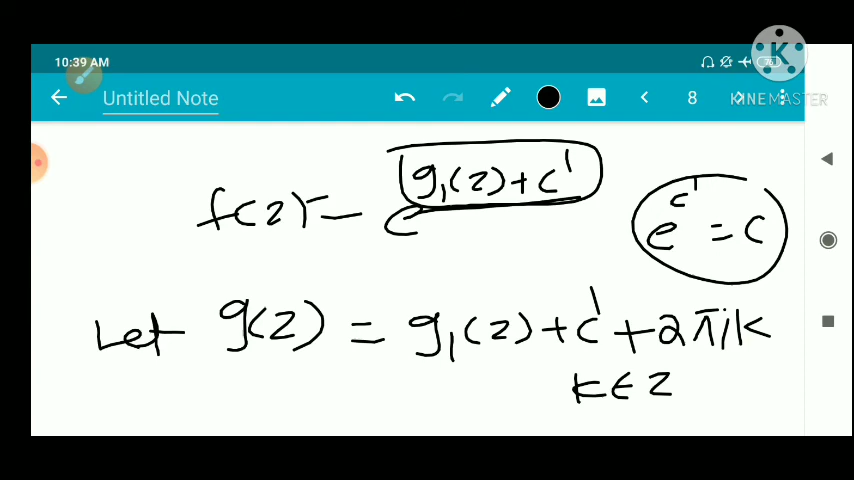 10:39 AM
Untitled Note
8
KINEMASTER
f(z) = e^{g₁(z) + c'}
e^{c'} = c
Let g(z) = g₁(z) + c' + 2πik
k ∈ Z